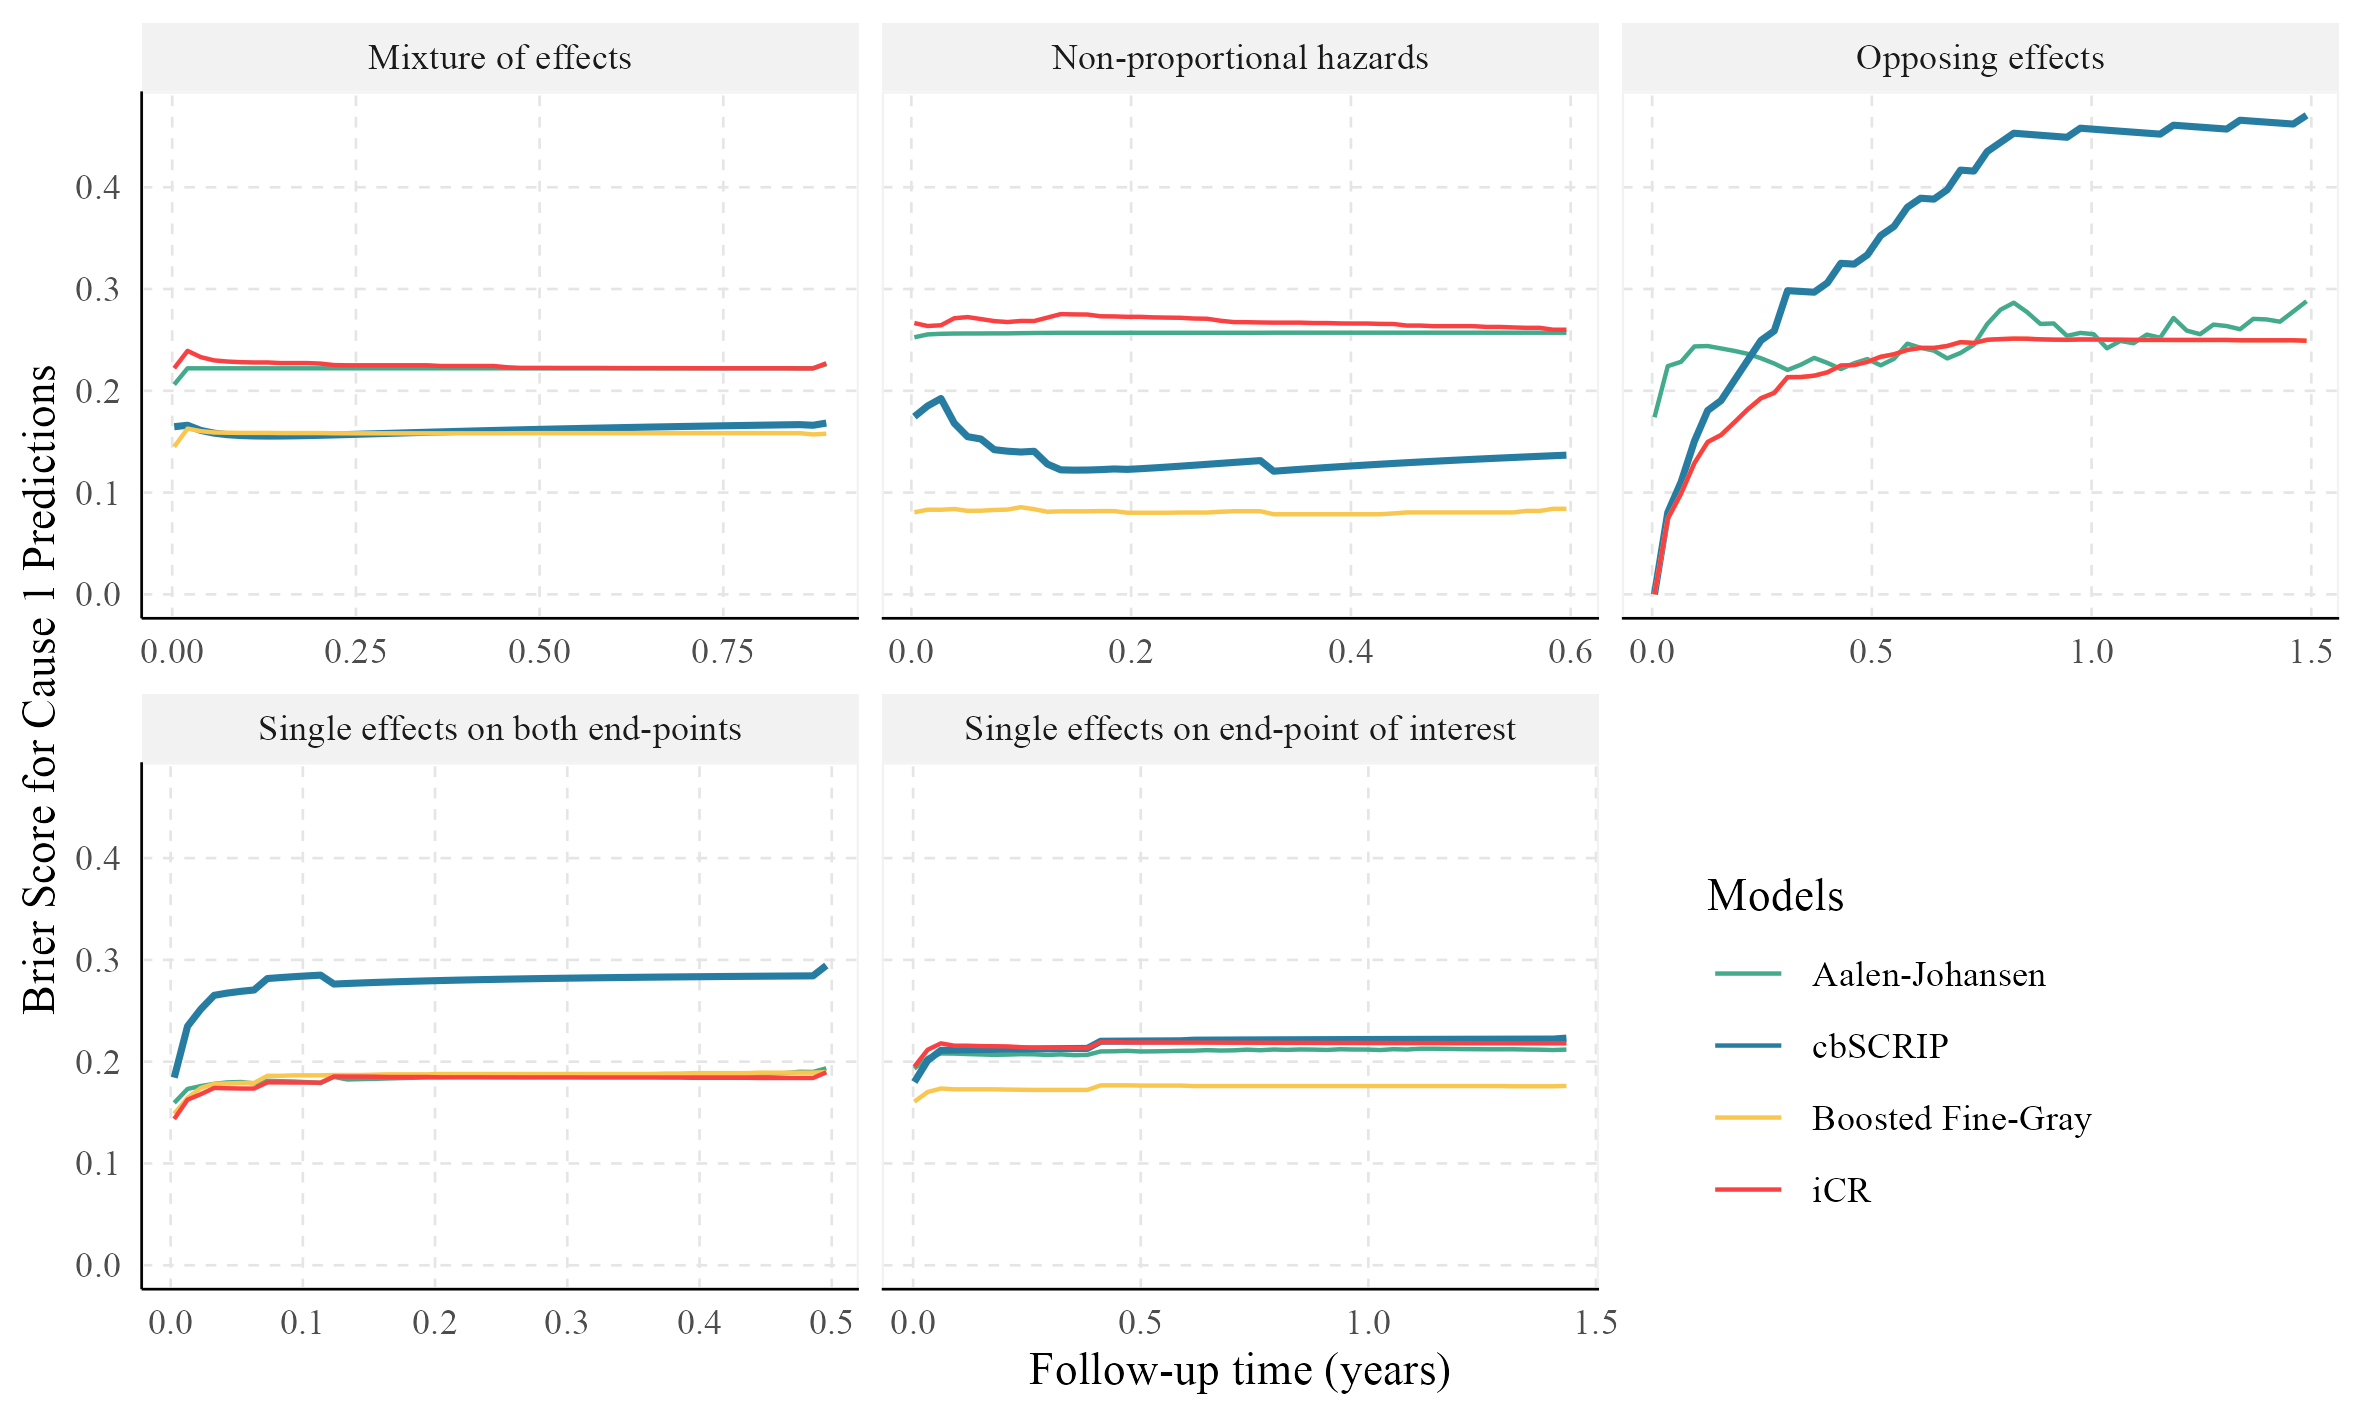 Mixture of effects
Non-proportional hazards
Opposing effects
Brier Score for Cause 1 Predictions
0.4
0.3
0.2
0.1
0.0
0.00 0.25 0.50 0.75
0.0 0.2 0.4 0.6
0.0 0.5 1.0 1.5
Single effects on both end-points
Single effects on end-point of interest
0.4
0.3
0.2
0.1
0.0
0.0 0.1 0.2 0.3 0.4 0.5
0.0 0.5 1.0 1.5
Follow-up time (years)
Models
Aalen-Johansen
cbSCRIP
Boosted Fine-Gray
iCR